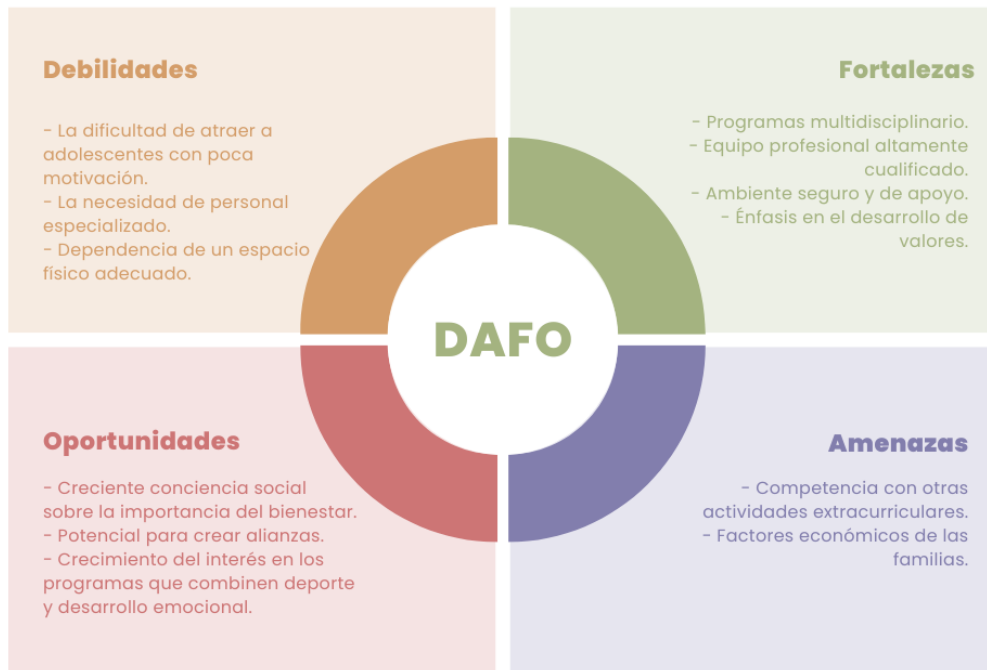 Debilidades
- La dificultad de atraer a
adolescentes con poca
motivación.
- La necesidad de personal
especializado.
- Dependencia de un espacio
físico adecuado.
Fortalezas
- Programas multidisciplinario.
- Equipo profesional altamente
cualificado.
- Ambiente seguro y de apoyo.
- Énfasis en el desarrollo de
valores.
DAFO
Oportunidades
- Creciente conciencia social
sobre la importancia del bienestar.
- Potencial para crear alianzas.
- Crecimiento del interés en los
programas que combinen deporte
y desarrollo emocional.
Amenazas
- Competencia con otras
actividades extracurriculares.
- Factores económicos de las
familias.